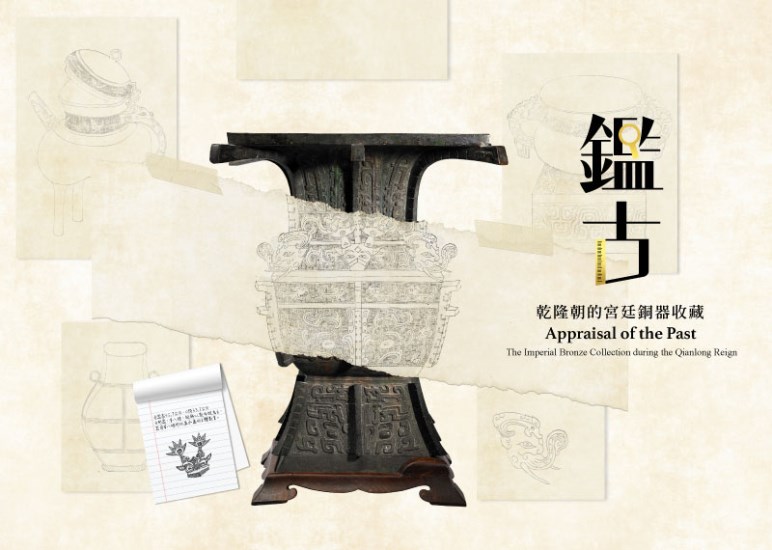 鑑古
乾隆朝的宮廷銅器收藏
Appraisal of the Past
The Imperial Bronze Collection during the Qianlong Reign